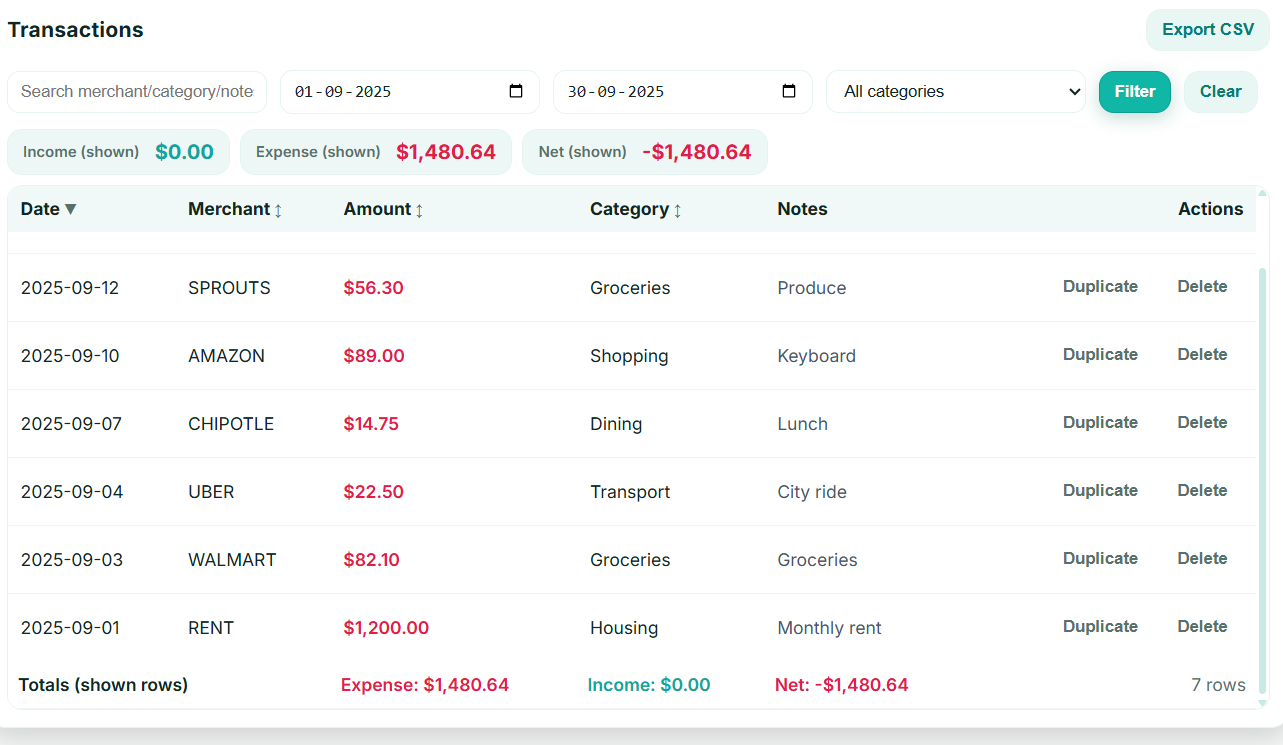 Transactions Export CSV
Search merchant/category/note 01-09-2025 30-09-2025 All categories Filter Clear
Income (shown) $0.00 Expense (shown) $1,480.64 Net (shown) -$1,480.64
Date ▼ Merchant ↕ Amount ↕ Category ↕ Notes Actions
2025-09-12 SPROUTS $56.30 Groceries Produce Duplicate Delete
2025-09-10 AMAZON $89.00 Shopping Keyboard Duplicate Delete
2025-09-07 CHIPOTLE $14.75 Dining Lunch Duplicate Delete
2025-09-04 UBER $22.50 Transport City ride Duplicate Delete
2025-09-03 WALMART $82.10 Groceries Groceries Duplicate Delete
2025-09-01 RENT $1,200.00 Housing Monthly rent Duplicate Delete
Totals (shown rows) Expense: $1,480.64 Income: $0.00 Net: -$1,480.64 7 rows